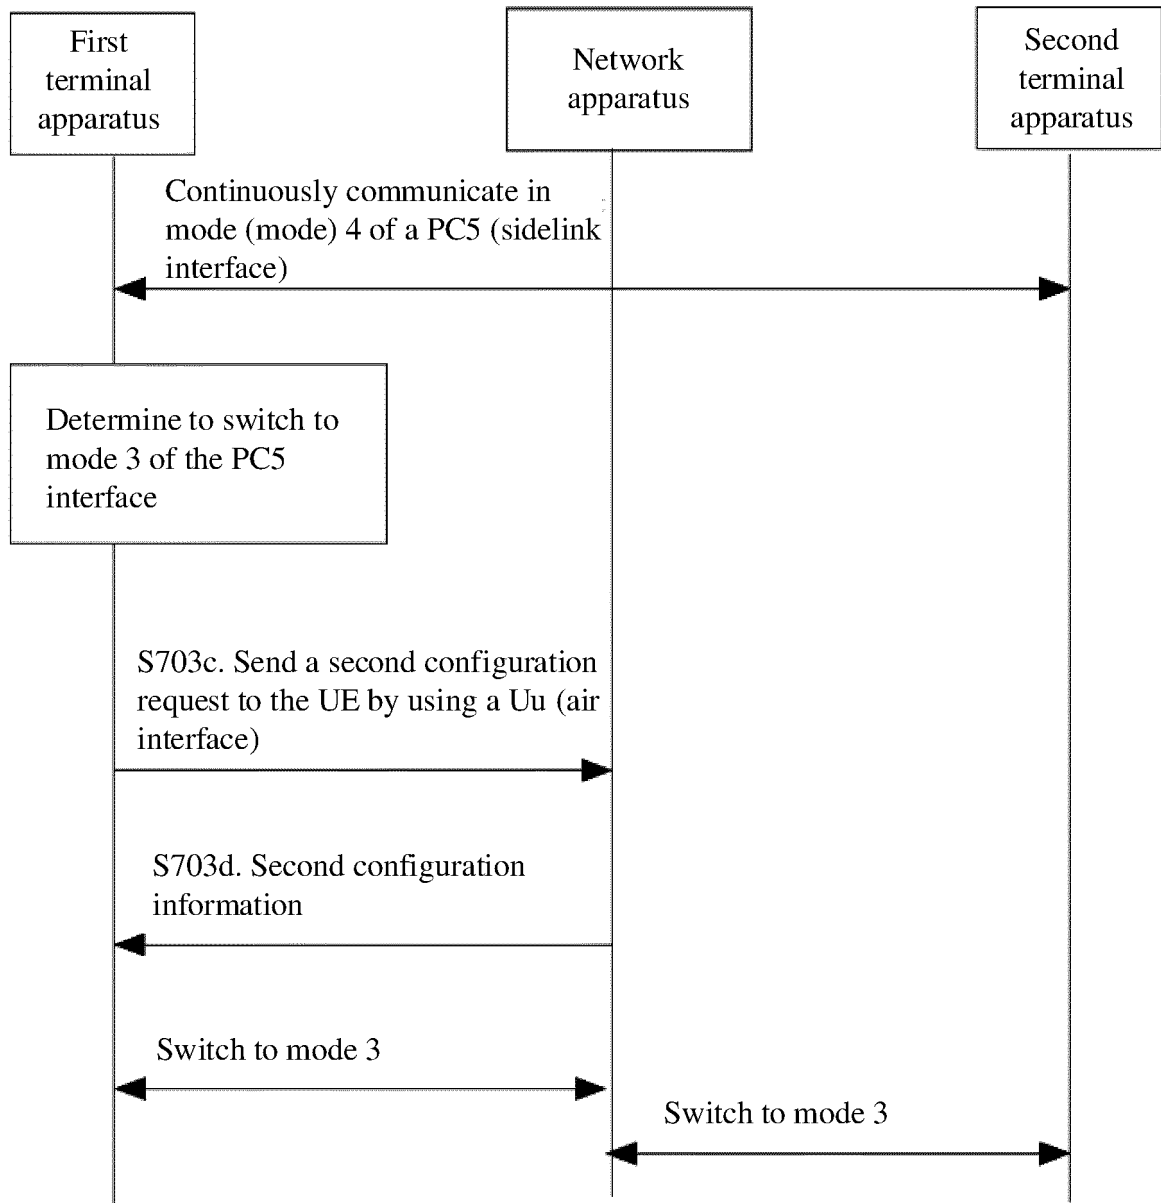 First
terminal
apparatus
Network
apparatus
Second
terminal
apparatus
Continuously communicate in
mode (mode) 4 of a PC5 (sidelink
interface)
Determine to switch to
mode 3 of the PC5
interface
S703c. Send a second configuration
request to the UE by using a Uu (air
interface)
S703d. Second configuration
information
Switch to mode 3
Switch to mode 3